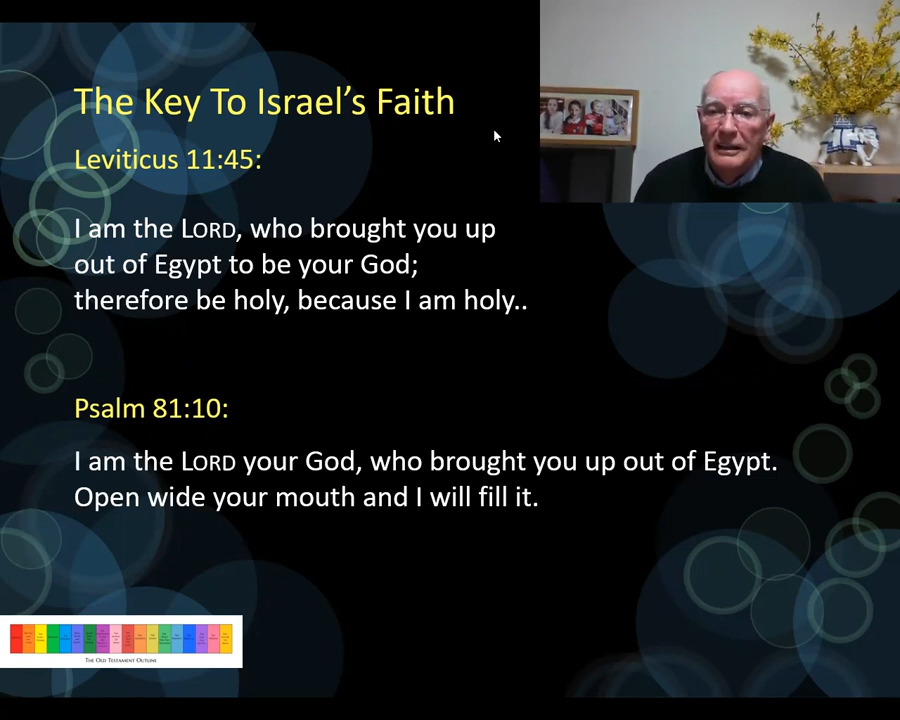 The Key To Israel's Faith
Leviticus 11:45:
I am the LORD, who brought you up
out of Egypt to be your God;
therefore be holy, because I am holy..
Psalm 81:10:
I am the LORD your God, who brought you up out of Egypt.
Open wide your mouth and I will fill it.
THE OLD TESTAMENT OUTLINE